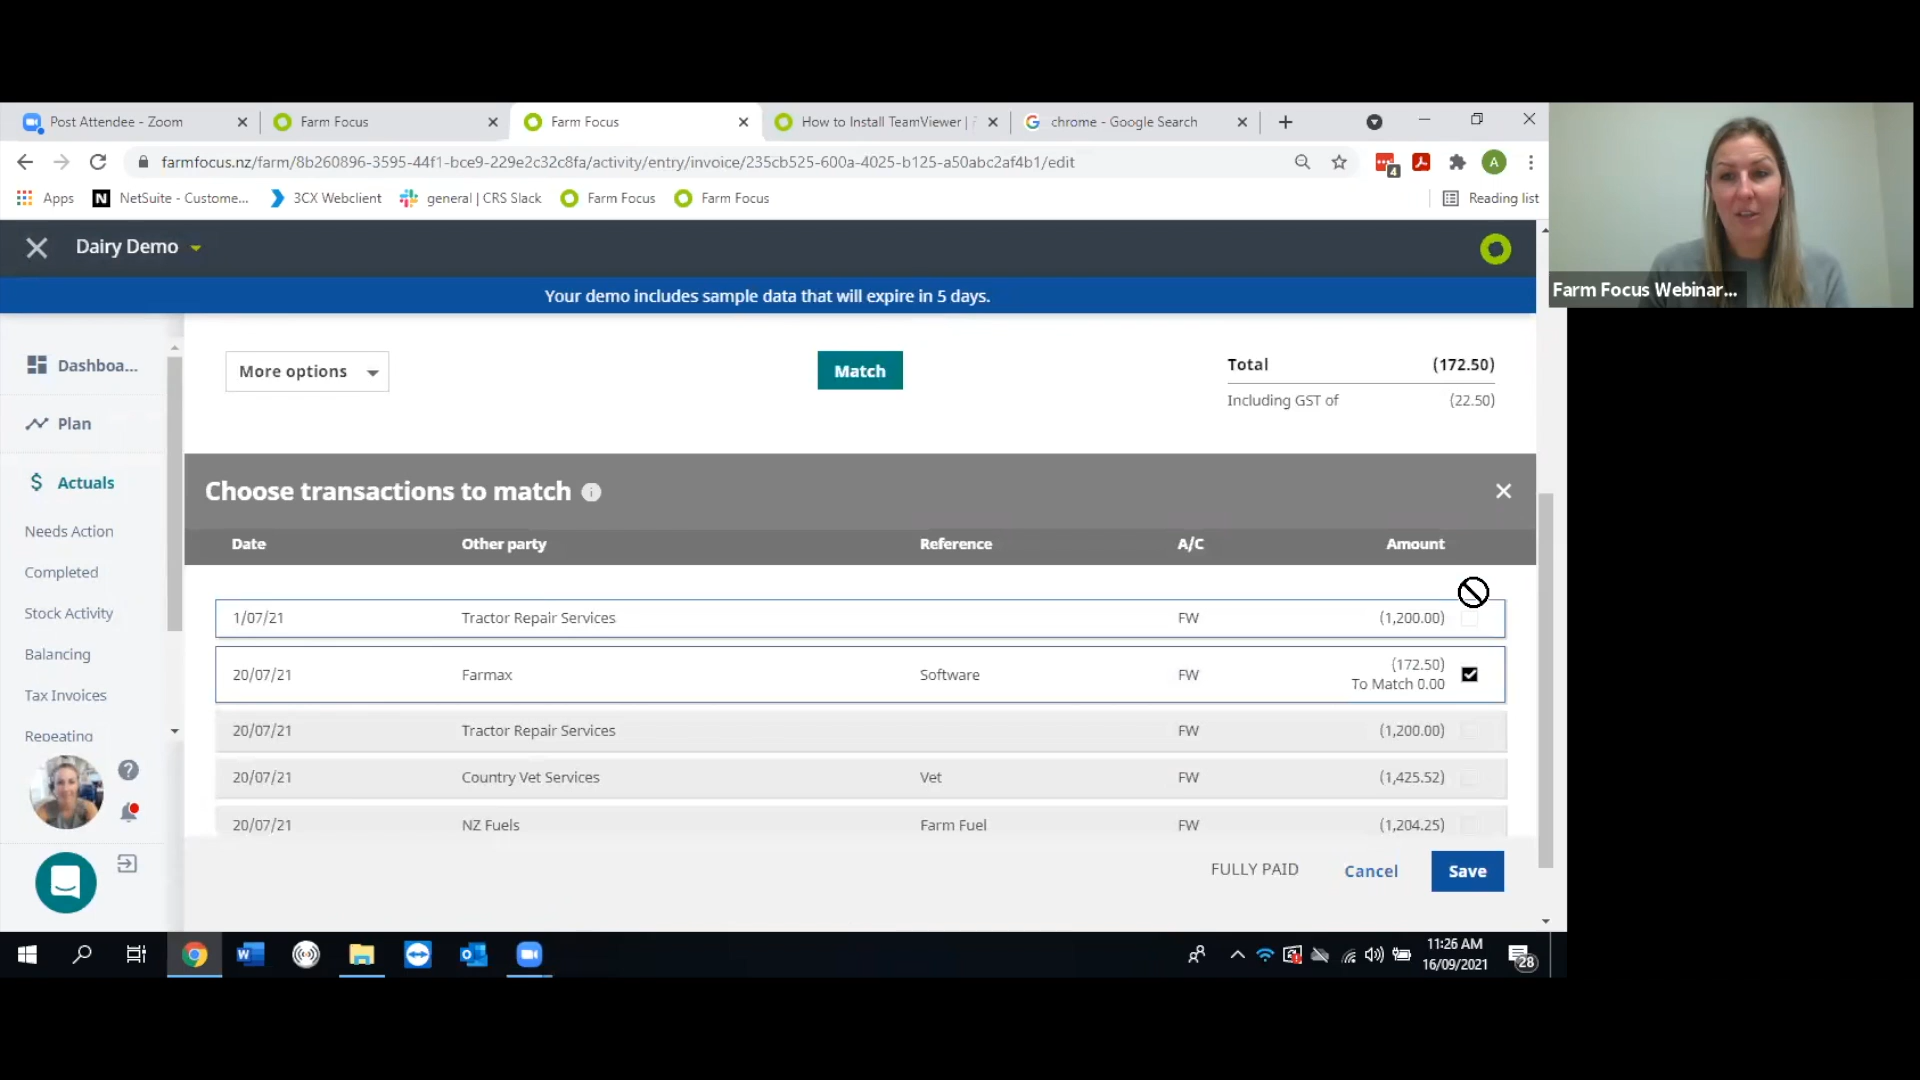 Post Attendee - Zoom
Farm Focus
Farm Focus
How to Install TeamViewer |
chrome - Google Search
farmfocus.nz/farm/8b260896-3595-44f1-bce9-229e2c32c8fa/activity/entry/invoice/235cb525-600a-4025-b125-a50abc2af4b1/edit
4
A
Apps
NetSuite - Custome...
3CX Webclient
general | CRS Slack
Farm Focus
Farm Focus
Reading list
Dairy Demo
Your demo includes sample data that will expire in 5 days.
Farm Focus Webinar...
Dashboa...
Plan
Actuals
Needs Action
Completed
Stock Activity
Balancing
Tax Invoices
Repeating
More options
Match
Total (172.50)
Including GST of (22.50)
Choose transactions to match
Date Other party Reference A/C Amount
1/07/21 Tractor Repair Services FW (1,200.00)
20/07/21 Farmax Software FW (172.50)
To Match 0.00
20/07/21 Tractor Repair Services FW (1,200.00)
20/07/21 Country Vet Services Vet FW (1,425.52)
20/07/21 NZ Fuels Farm Fuel FW (1,204.25)
FULLY PAID Cancel Save
11:26 AM
16/09/2021
28